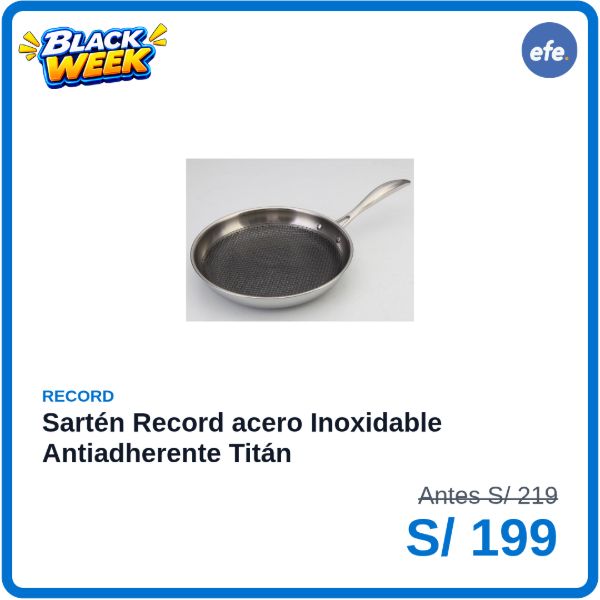 BLACK
WEEK
efe.
RECORD
Sartén Record acero Inoxidable
Antiadherente Titán
Antes S/ 219
S/ 199